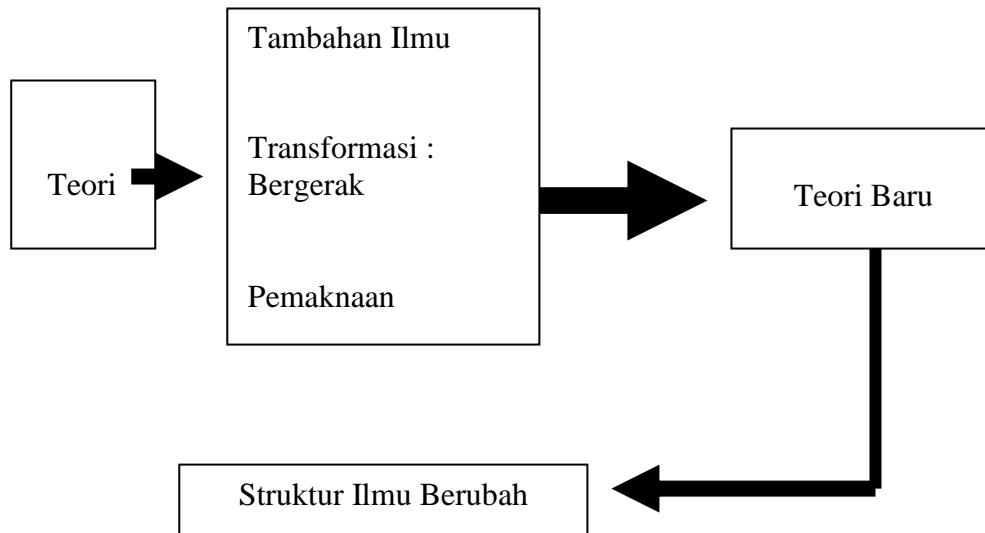 Teori
Tambahan Ilmu
Transformasi :
Bergerak
Pemaknaan
Teori Baru
Struktur Ilmu Berubah